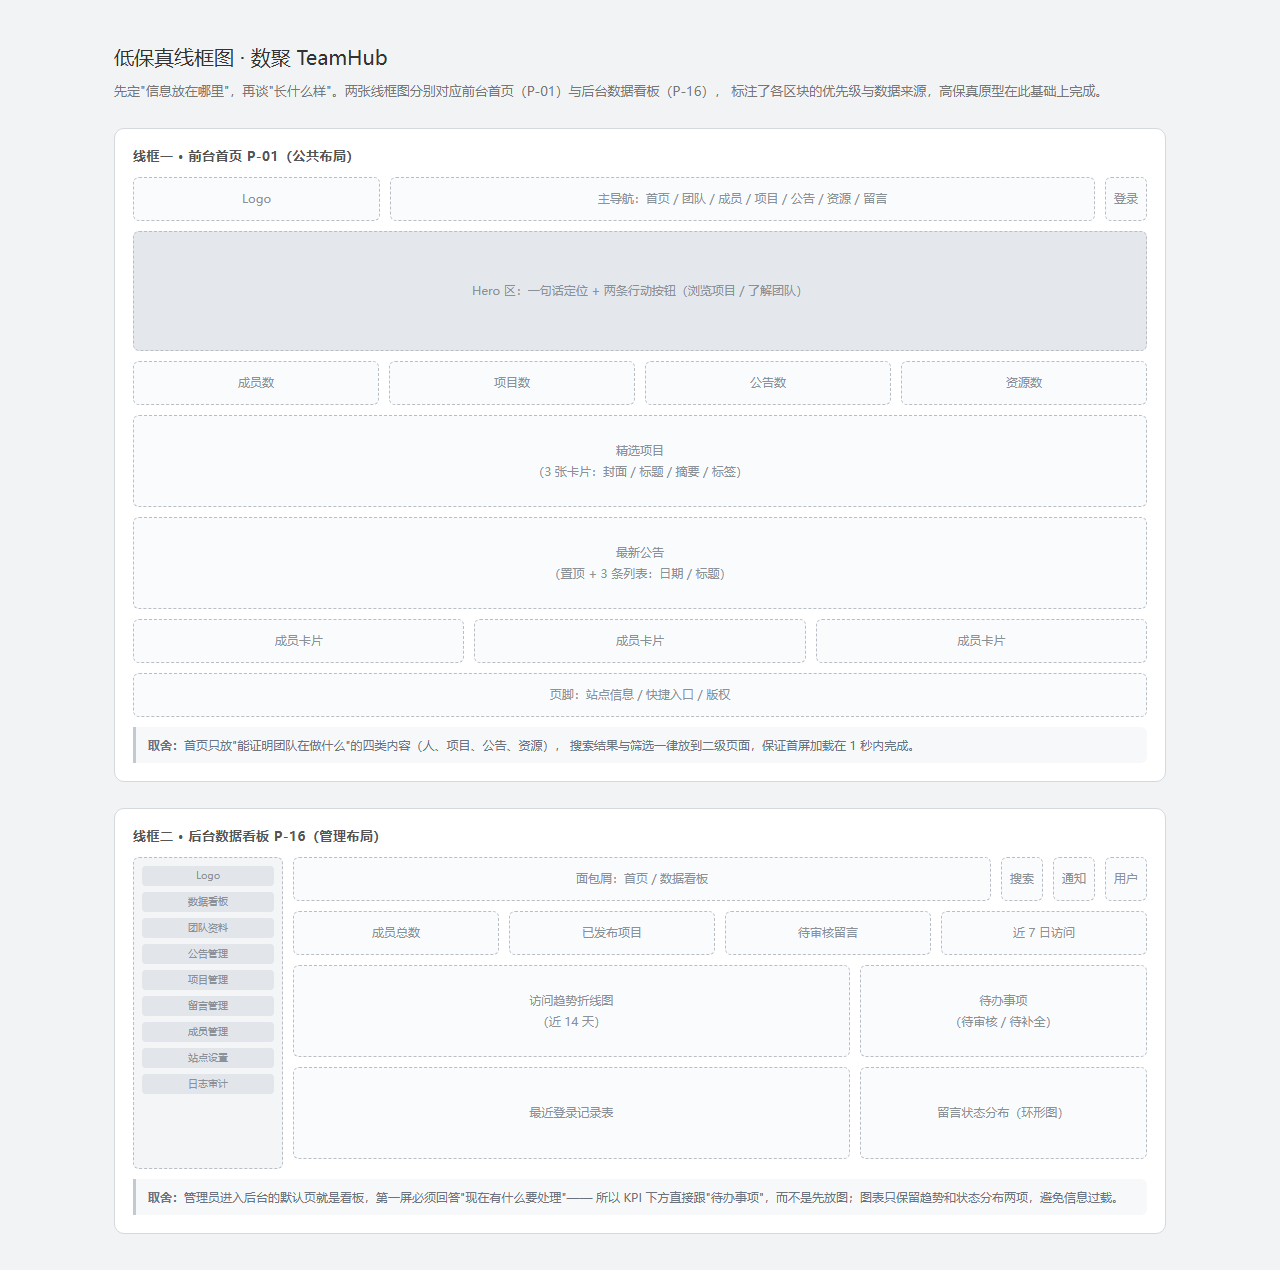 低保真线框图 · 数聚 TeamHub
先定"信息放在哪里"，再谈"长什么样"。两张线框图分别对应前台首页（P-01）与后台数据看板（P-16）， 标注了各区块的优先级与数据来源，高保真原型在此基础上完成。
线框一 • 前台首页 P-01（公共布局）
Logo
主导航：首页 / 团队 / 成员 / 项目 / 公告 / 资源 / 留言
登录
Hero 区：一句话定位 + 两条行动按钮（浏览项目 / 了解团队）
成员数
项目数
公告数
资源数
精选项目
（3 张卡片：封面 / 标题 / 摘要 / 标签）
最新公告
（置顶 + 3 条列表：日期 / 标题）
成员卡片
成员卡片
成员卡片
页脚：站点信息 / 快捷入口 / 版权
取舍：首页只放"能证明团队在做什么"的四类内容（人、项目、公告、资源）， 搜索结果与筛选一律放到二级页面，保证首屏加载在 1 秒内完成。
线框二 • 后台数据看板 P-16（管理布局）
Logo
数据看板
团队资料
公告管理
项目管理
留言管理
成员管理
站点设置
日志审计
面包屑：首页 / 数据看板
搜索
通知
用户
成员总数
已发布项目
待审核留言
近 7 日访问
访问趋势折线图
（近 14 天）
待办事项
（待审核 / 待补全）
最近登录记录表
留言状态分布（环形图）
取舍：管理员进入后台的默认页就是看板，第一屏必须回答"现在有什么要处理"—— 所以 KPI 下方直接跟"待办事项"，而不是先放图；图表只保留趋势和状态分布两项，避免信息过载。